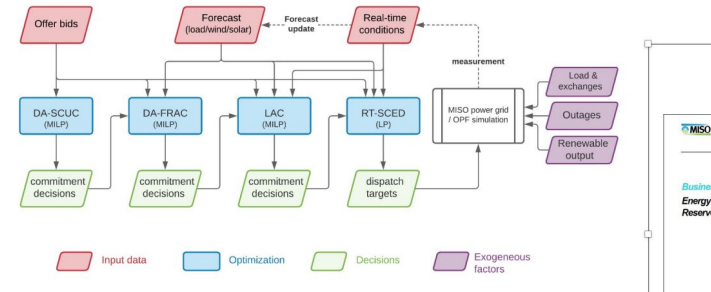 Offer bids
Forecast
(load/wind/solar)
Forecast
update
Real-time
conditions
measurement
DA-SCUC
(MILP)
DA-FRAC
(MILP)
LAC
(MILP)
RT-SCED
(LP)
MISO power grid
/ OPF simulation
Load &
exchanges
Outages
Renewable
output
commitment
decisions
commitment
decisions
commitment
decisions
dispatch
targets
Input data
Optimization
Decisions
Exogeneous
factors
MISO
Busine
Energy
Reserv